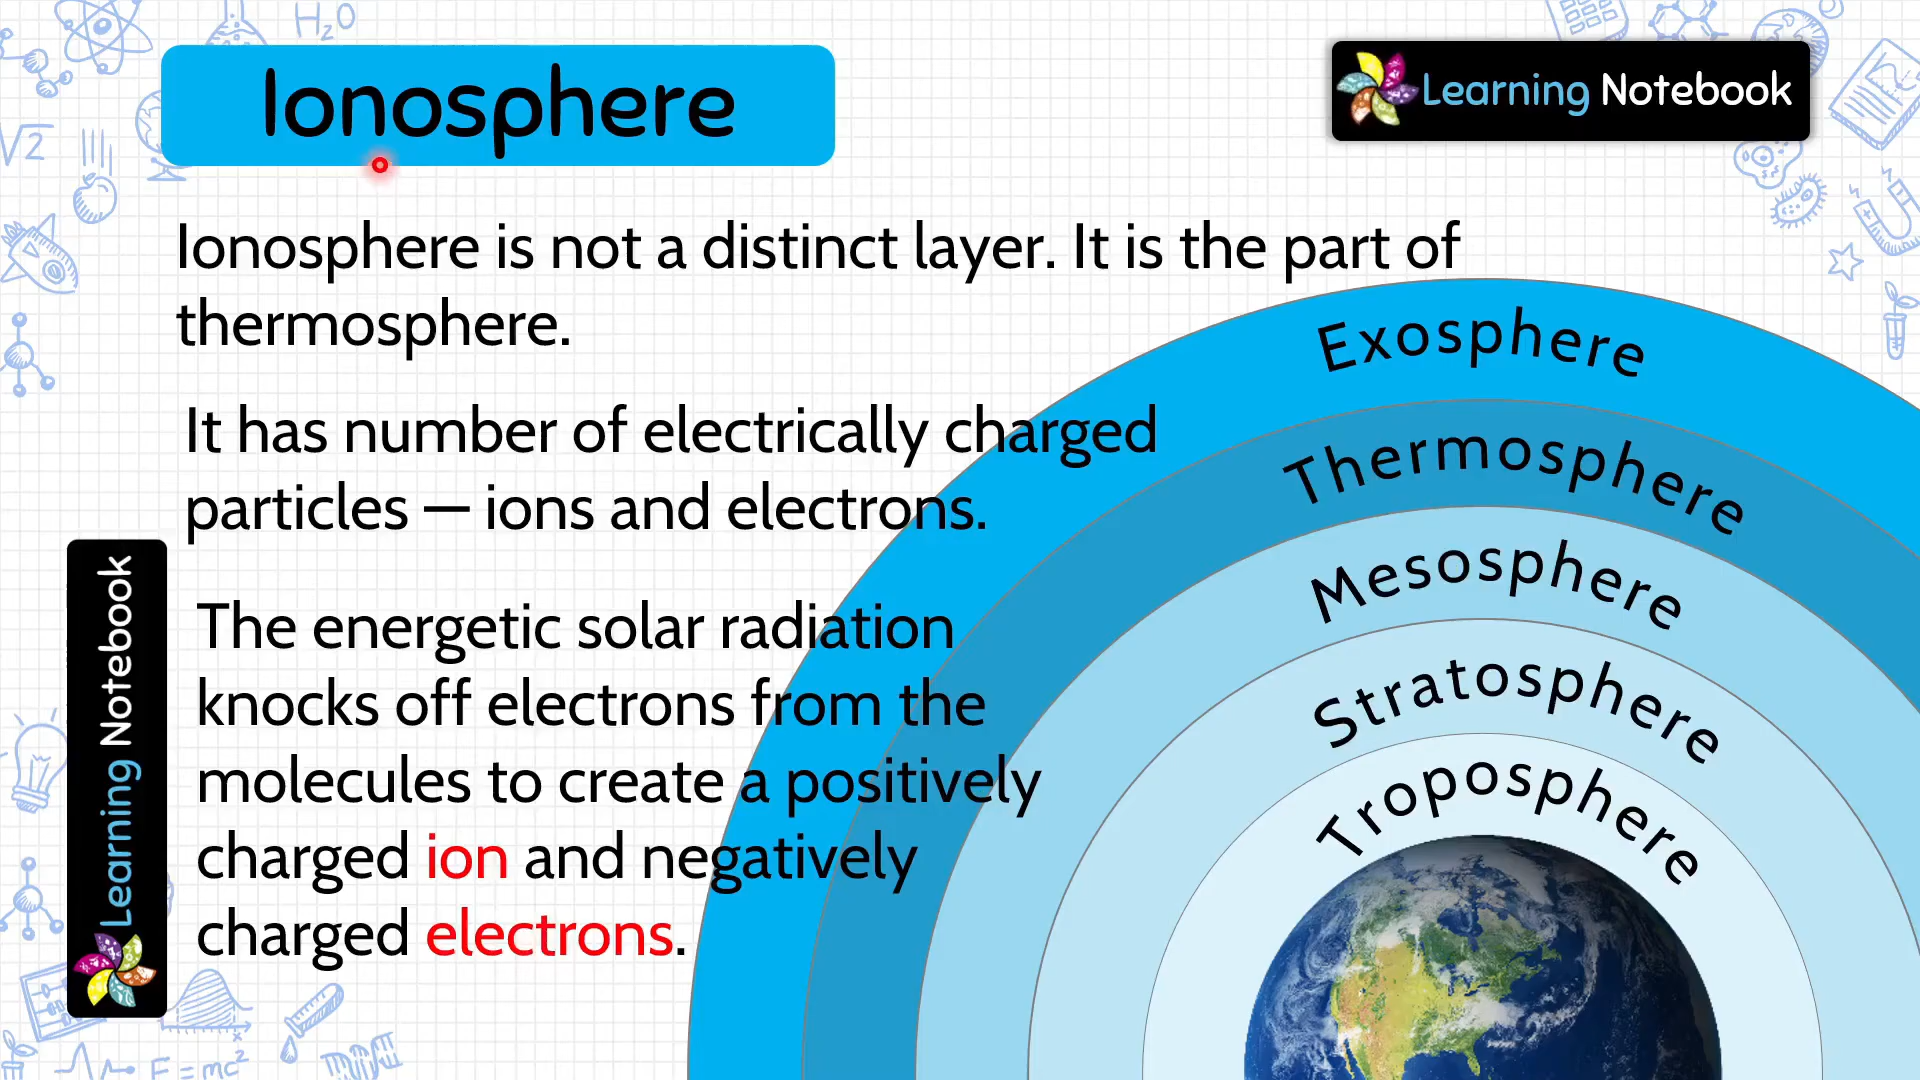 H₂O
Ionosphere
Learning Notebook
√2
Ionosphere is not a distinct layer. It is the part of
thermosphere.
It has number of electrically charged
particles — ions and electrons.
The energetic solar radiation
knocks off electrons from the
molecules to create a positively
charged ion and negatively
charged electrons.
Exosphere
Thermosphere
Mesosphere
Stratosphere
Troposphere
Learning Notebook
F=mc²